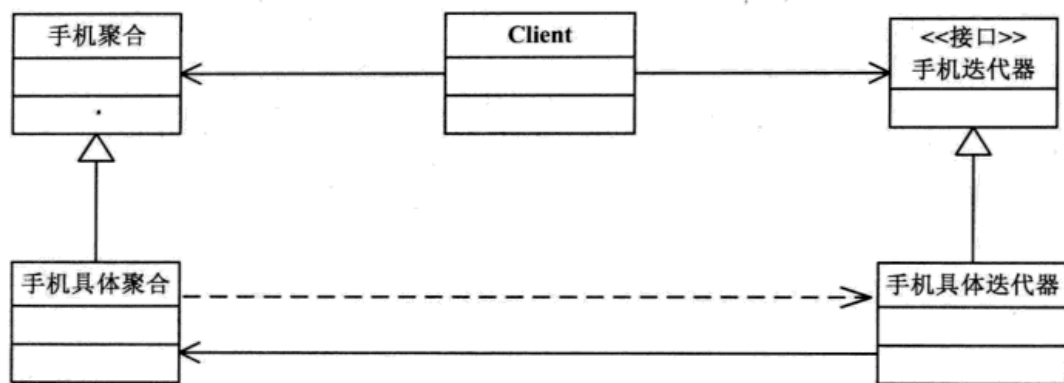 手机聚合
Client
<<接口>>
手机迭代器
手机具体聚合
手机具体迭代器